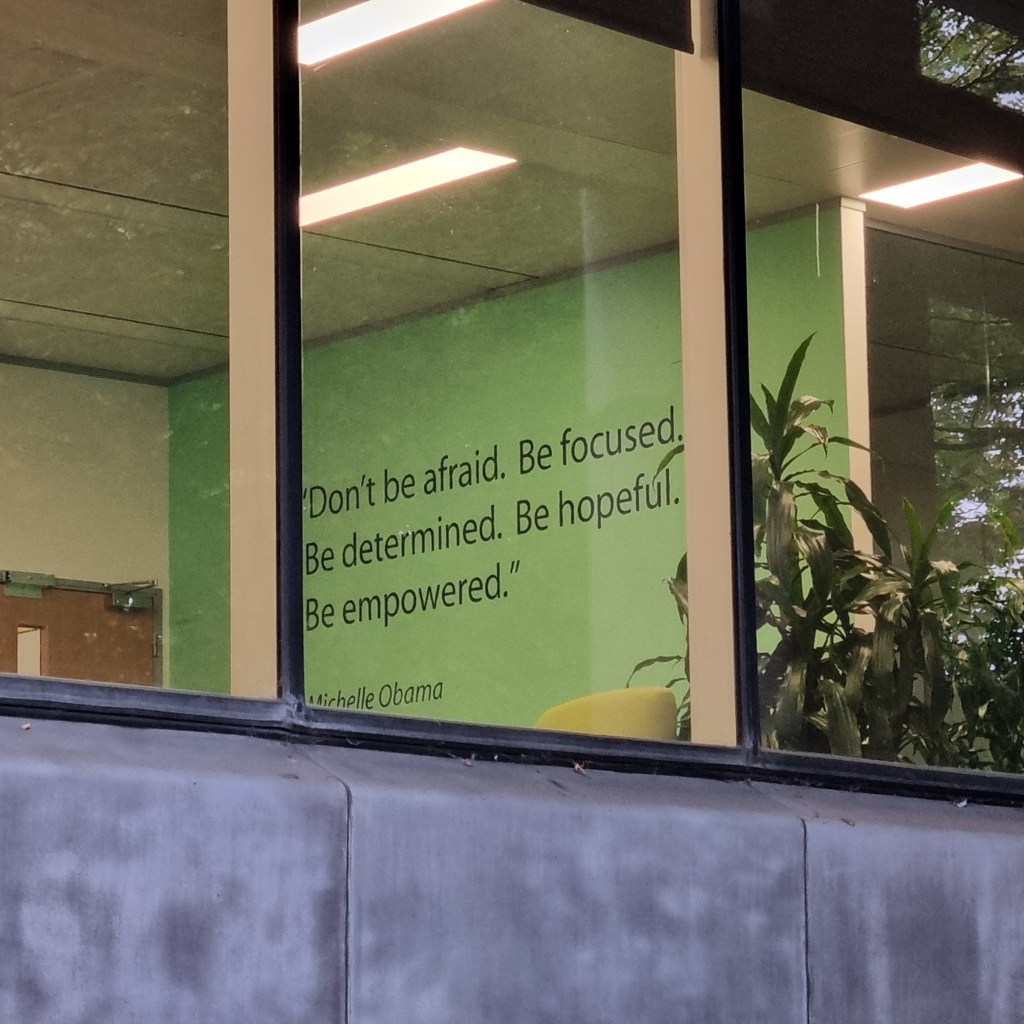 “Don’t be afraid. Be focused.
Be determined. Be hopeful.
Be empowered.”
Michelle Obama